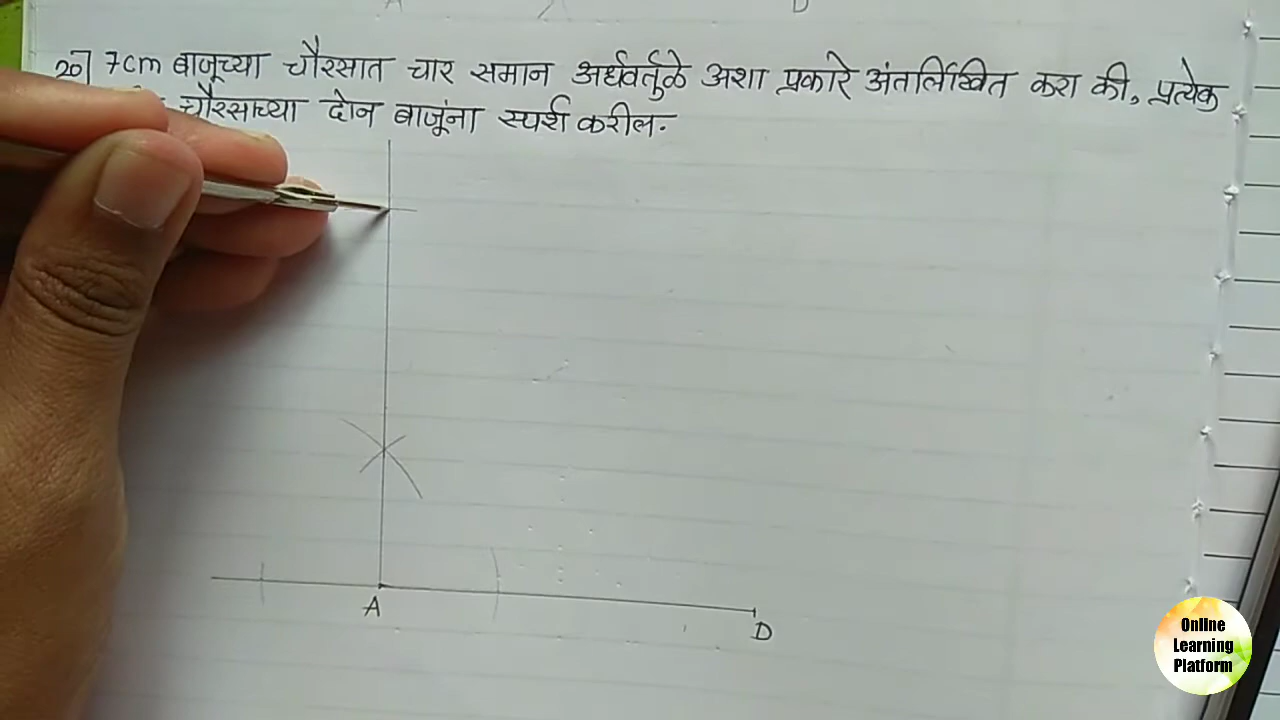 A D
20] 7cm बाजूच्या चौरसात चार समान अर्धवर्तुळे अशा प्रकारे अंतर्लिखित करा की, प्रत्येक
चौरसाच्या दोन बाजूंना स्पर्श करील.
A
D
Online
Learning
Platform